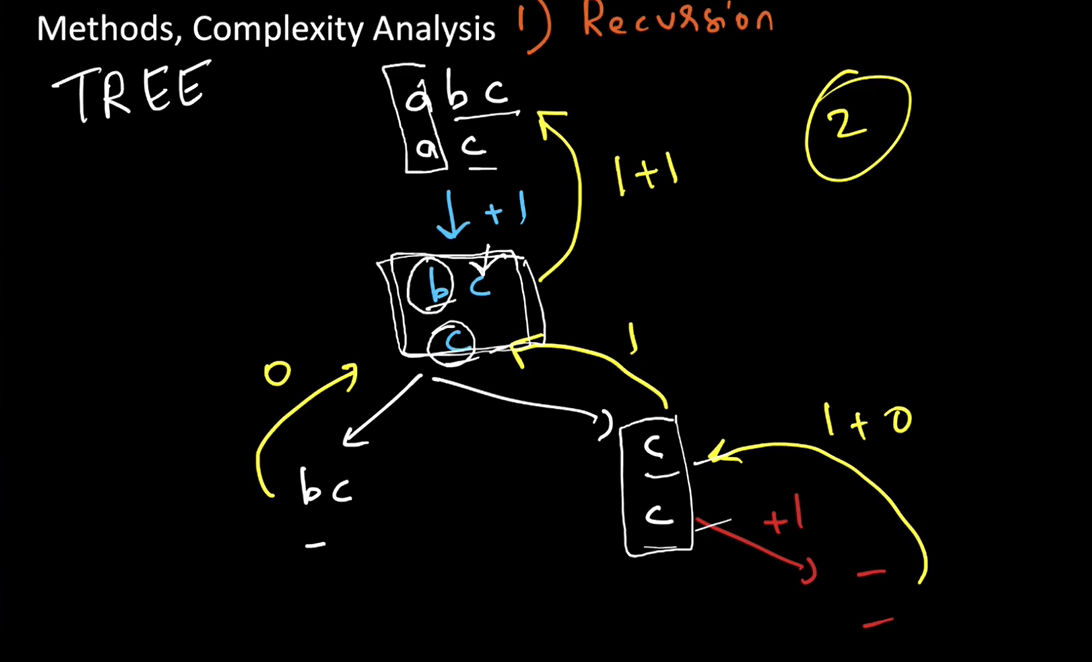 Methods, Complexity Analysis 1) Recursion
TREE
a b c
a c
2
1+1
+1
b c
c
0
1
b c
-
c
c
1+0
+1
-
-